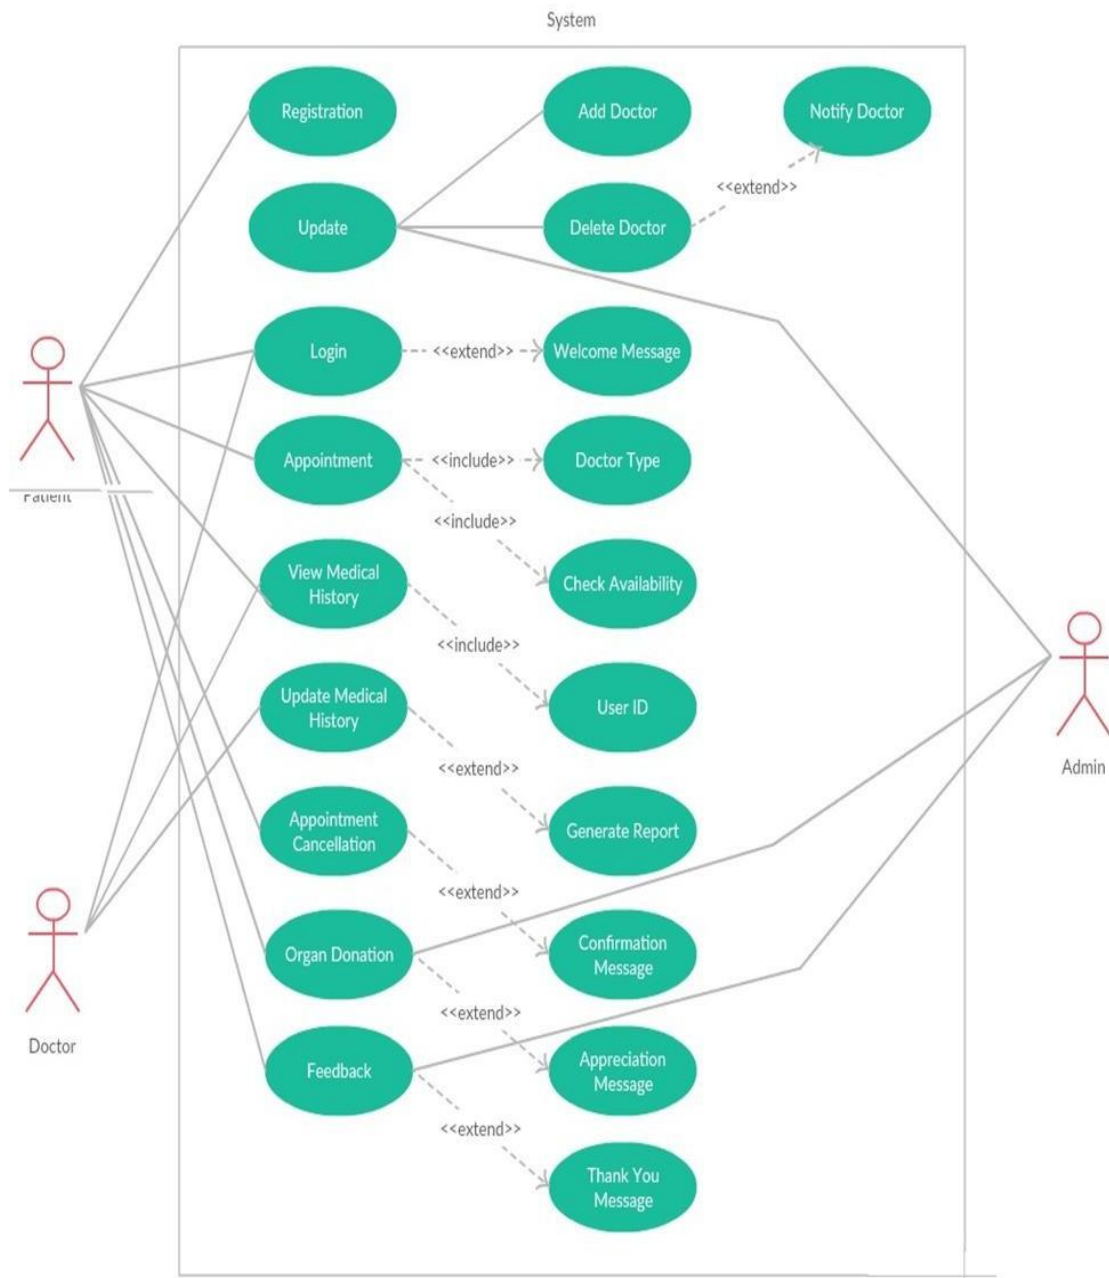 System
Registration
Add Doctor
Notify Doctor
<<extend>>
Update
Delete Doctor
Login
<<extend>>
Welcome Message
Appointment
<<include>>
Doctor Type
Patient
<<include>>
View Medical
History
Check Availability
<<include>>
Update Medical
History
User ID
Admin
<<extend>>
Appointment
Cancellation
Generate Report
<<extend>>
Organ Donation
Confirmation
Message
<<extend>>
Doctor
Feedback
Appreciation
Message
<<extend>>
Thank You
Message